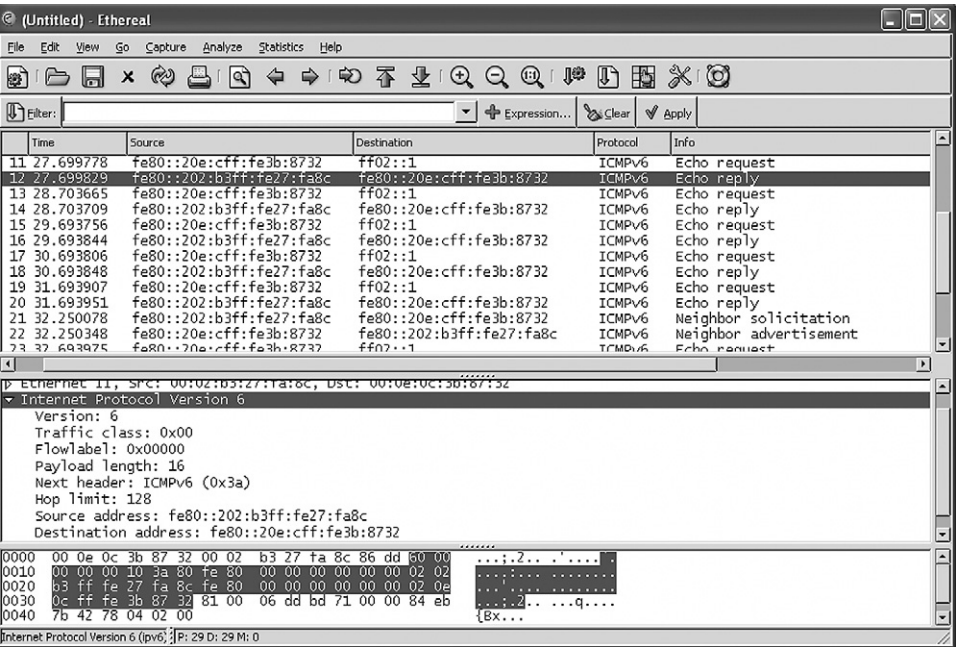 (Untitled) - Ethereal
File Edit View Go Capture Analyze Statistics Help
Filter: Expression... Clear Apply
Time Source Destination Protocol Info
11 27.699778 fe80::20e:cff:fe3b:8732 ff02::1 ICMPv6 Echo request
12 27.699829 fe80::202:b3ff:fe27:fa8c fe80::20e:cff:fe3b:8732 ICMPv6 Echo reply
13 28.703665 fe80::20e:cff:fe3b:8732 ff02::1 ICMPv6 Echo request
14 28.703709 fe80::202:b3ff:fe27:fa8c fe80::20e:cff:fe3b:8732 ICMPv6 Echo reply
15 29.693756 fe80::20e:cff:fe3b:8732 ff02::1 ICMPv6 Echo request
16 29.693844 fe80::202:b3ff:fe27:fa8c fe80::20e:cff:fe3b:8732 ICMPv6 Echo reply
17 30.693806 fe80::20e:cff:fe3b:8732 ff02::1 ICMPv6 Echo request
18 30.693848 fe80::202:b3ff:fe27:fa8c fe80::20e:cff:fe3b:8732 ICMPv6 Echo reply
19 31.693907 fe80::20e:cff:fe3b:8732 ff02::1 ICMPv6 Echo request
20 31.693951 fe80::202:b3ff:fe27:fa8c fe80::20e:cff:fe3b:8732 ICMPv6 Echo reply
21 32.250078 fe80::202:b3ff:fe27:fa8c fe80::20e:cff:fe3b:8732 ICMPv6 Neighbor solicitation
22 32.250348 fe80::20e:cff:fe3b:8732 fe80::202:b3ff:fe27:fa8c ICMPv6 Neighbor advertisement
23 32.693975 fe80::20e:cff:fe3b:8732 ff02::1 ICMPv6 Echo request
Ethernet II, Src: 00:02:b3:27:fa:8c, Dst: 00:0e:0c:3b:87:32
Internet Protocol Version 6
Version: 6
Traffic class: 0x00
Flowlabel: 0x00000
Payload length: 16
Next header: ICMPv6 (0x3a)
Hop limit: 128
Source address: fe80::202:b3ff:fe27:fa8c
Destination address: fe80::20e:cff:fe3b:8732
0000 00 0e 0c 3b 87 32 00 02 b3 27 fa 8c 86 dd 60 00 ...;.2.. .'....`.
0010 00 00 00 10 3a 80 fe 80 00 00 00 00 00 00 02 02 ....:... ........
0020 b3 ff fe 27 fa 8c fe 80 00 00 00 00 00 00 02 0e ...'.... ........
0030 0c ff fe 3b 87 32 81 00 06 dd bd 71 00 00 84 eb ...;.2.. ...q....
0040 7b 42 78 04 02 00 {Bx...
Internet Protocol Version 6 (ipv6), P: 29 D: 29 M: 0